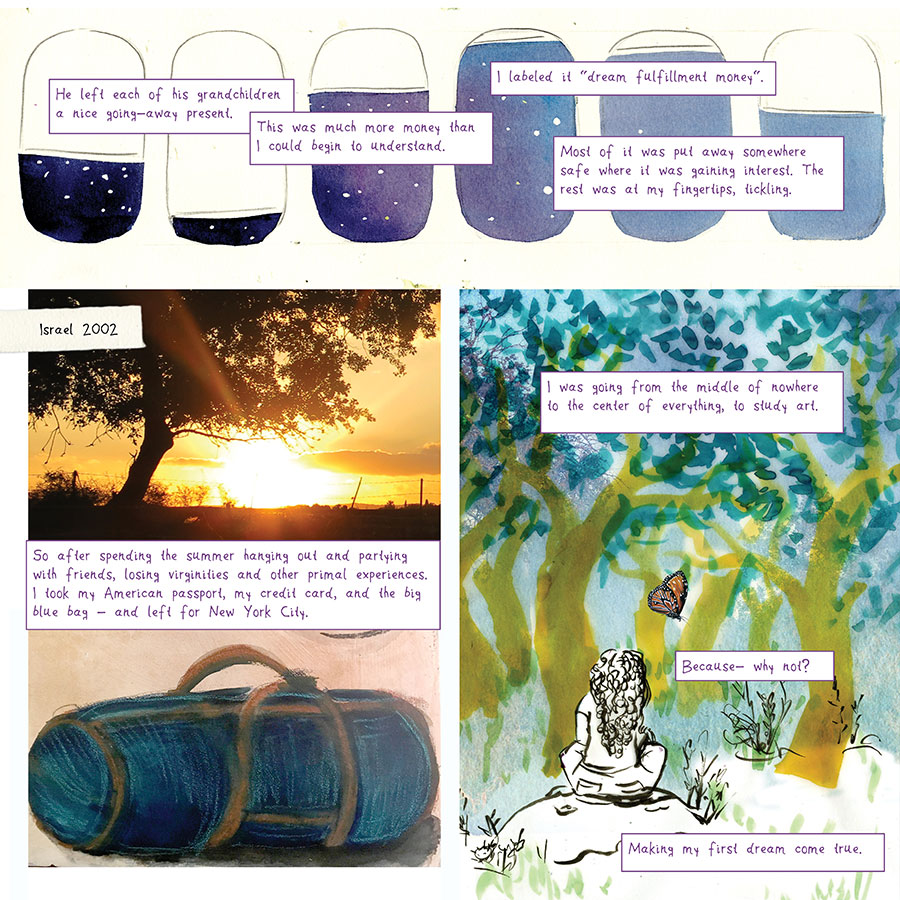 He left each of his grandchildren
a nice going-away present.
This was much more money than
I could begin to understand.
I labeled it "dream fulfillment money".
Most of it was put away somewhere
safe where it was gaining interest. The
rest was at my fingertips, tickling.
Israel 2002
So after spending the summer hanging out and partying
with friends, losing virginities and other primal experiences.
I took my American passport, my credit card, and the big
blue bag – and left for New York City.
I was going from the middle of nowhere
to the center of everything, to study art.
Because– why not?
Making my first dream come true.